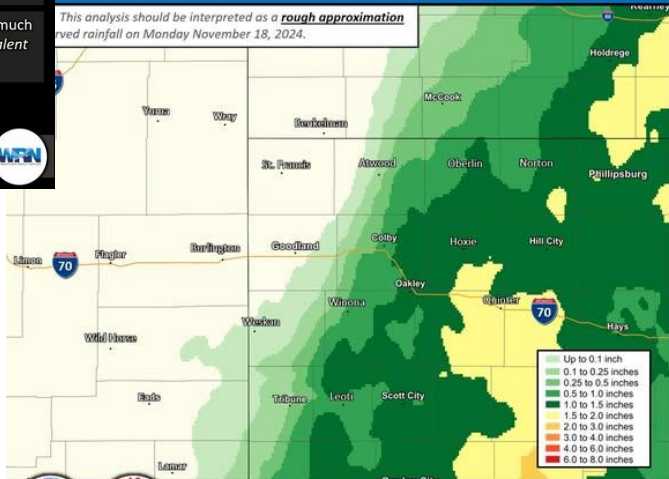 much
alent
This analysis should be interpreted as a rough approximation
rved rainfall on Monday November 18, 2024.
WRN
Kearney
80
Holdrege
McCook
Yuma
Wray
Benkelman
St. Francis
Atwood
Oberlin
Norton
Phillipsburg
Colby
Hoxie
Hill City
Limon
70
Flagler
Burlington
Goodland
Oakley
Quinter
70
Winona
Hays
Weskan
Wild Horse
Eads
Tribune
Leoti
Scott City
Lamar
Up to 0.1 inch
0.1 to 0.25 inches
0.25 to 0.5 inches
0.5 to 1.0 inches
1.0 to 1.5 inches
1.5 to 2.0 inches
2.0 to 3.0 inches
3.0 to 4.0 inches
4.0 to 6.0 inches
6.0 to 8.0 inches